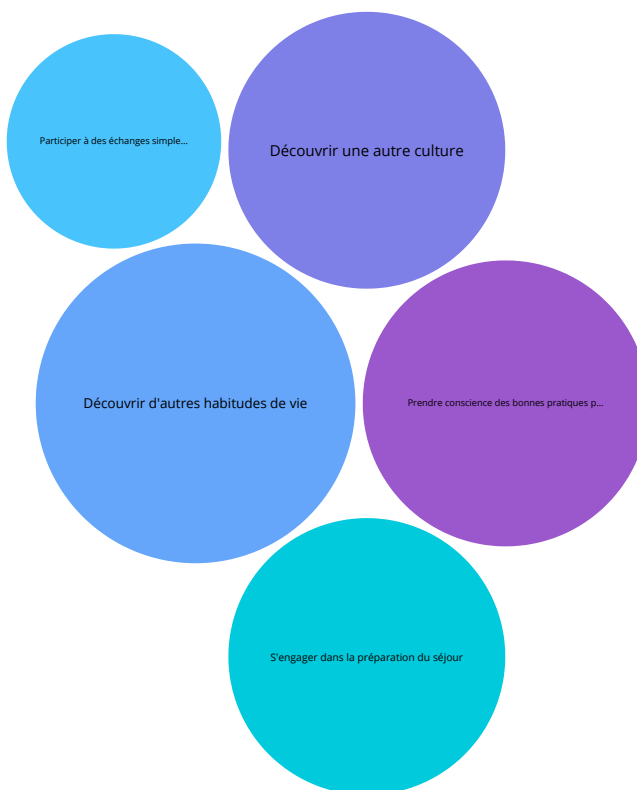 Participer à des échanges simple...
Découvrir une autre culture
Découvrir d'autres habitudes de vie
Prendre conscience des bonnes pratiques p...
S'engager dans la préparation du séjour